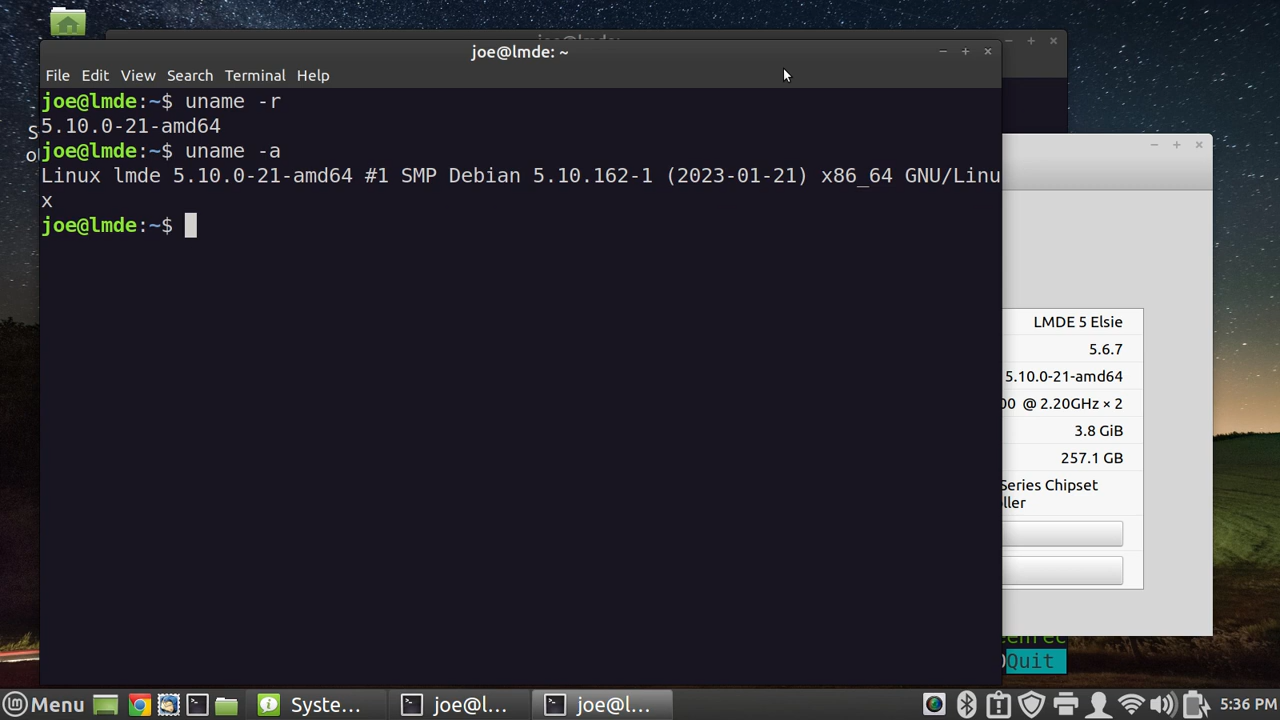 joe@lmde: ~
File Edit View Search Terminal Help
joe@lmde:~$ uname -r
5.10.0-21-amd64
joe@lmde:~$ uname -a
Linux lmde 5.10.0-21-amd64 #1 SMP Debian 5.10.162-1 (2023-01-21) x86_64 GNU/Linu
x
joe@lmde:~$
LMDE 5 Elsie
5.6.7
5.10.0-21-amd64
00 @ 2.20GHz × 2
3.8 GiB
257.1 GB
Series Chipset
Quit
Menu
Syste...
joe@l...
joe@l...
5:36 PM